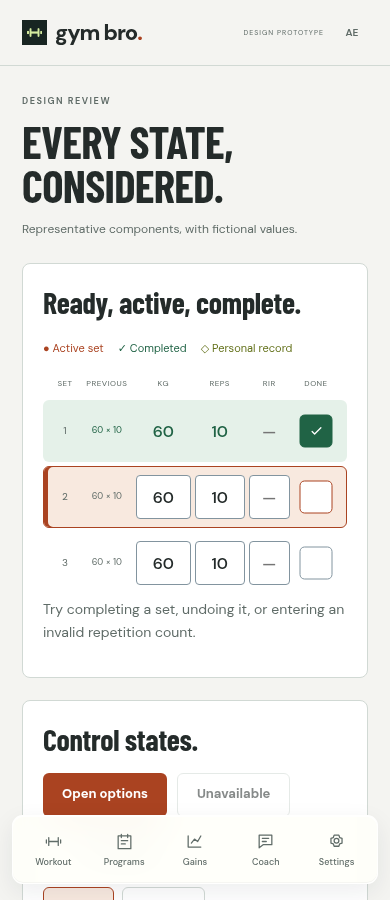 gym bro.
DESIGN PROTOTYPE
AE
DESIGN REVIEW
EVERY STATE,
CONSIDERED.
Representative components, with fictional values.
Ready, active, complete.
● Active set ✓ Completed ◇ Personal record
SET PREVIOUS KG REPS RIR DONE
1 60 × 10 60 10 — ✓
2 60 × 10 60 10 —
3 60 × 10 60 10 —
Try completing a set, undoing it, or entering an
invalid repetition count.
Control states.
Open options Unavailable
Workout Programs Gains Coach Settings